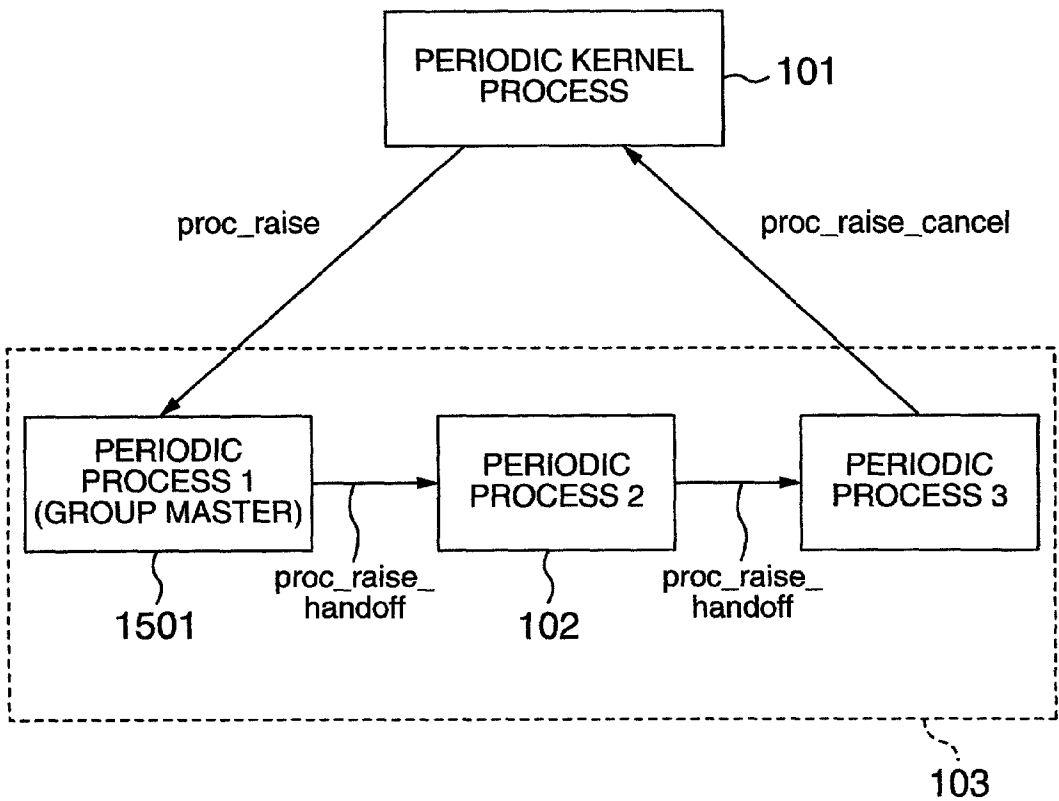 PERIODIC KERNEL
PROCESS
101
proc_raise
proc_raise_cancel
PERIODIC
PROCESS 1
(GROUP MASTER)
PERIODIC
PROCESS 2
PERIODIC
PROCESS 3
proc_raise_
handoff
proc_raise_
handoff
1501
102
103